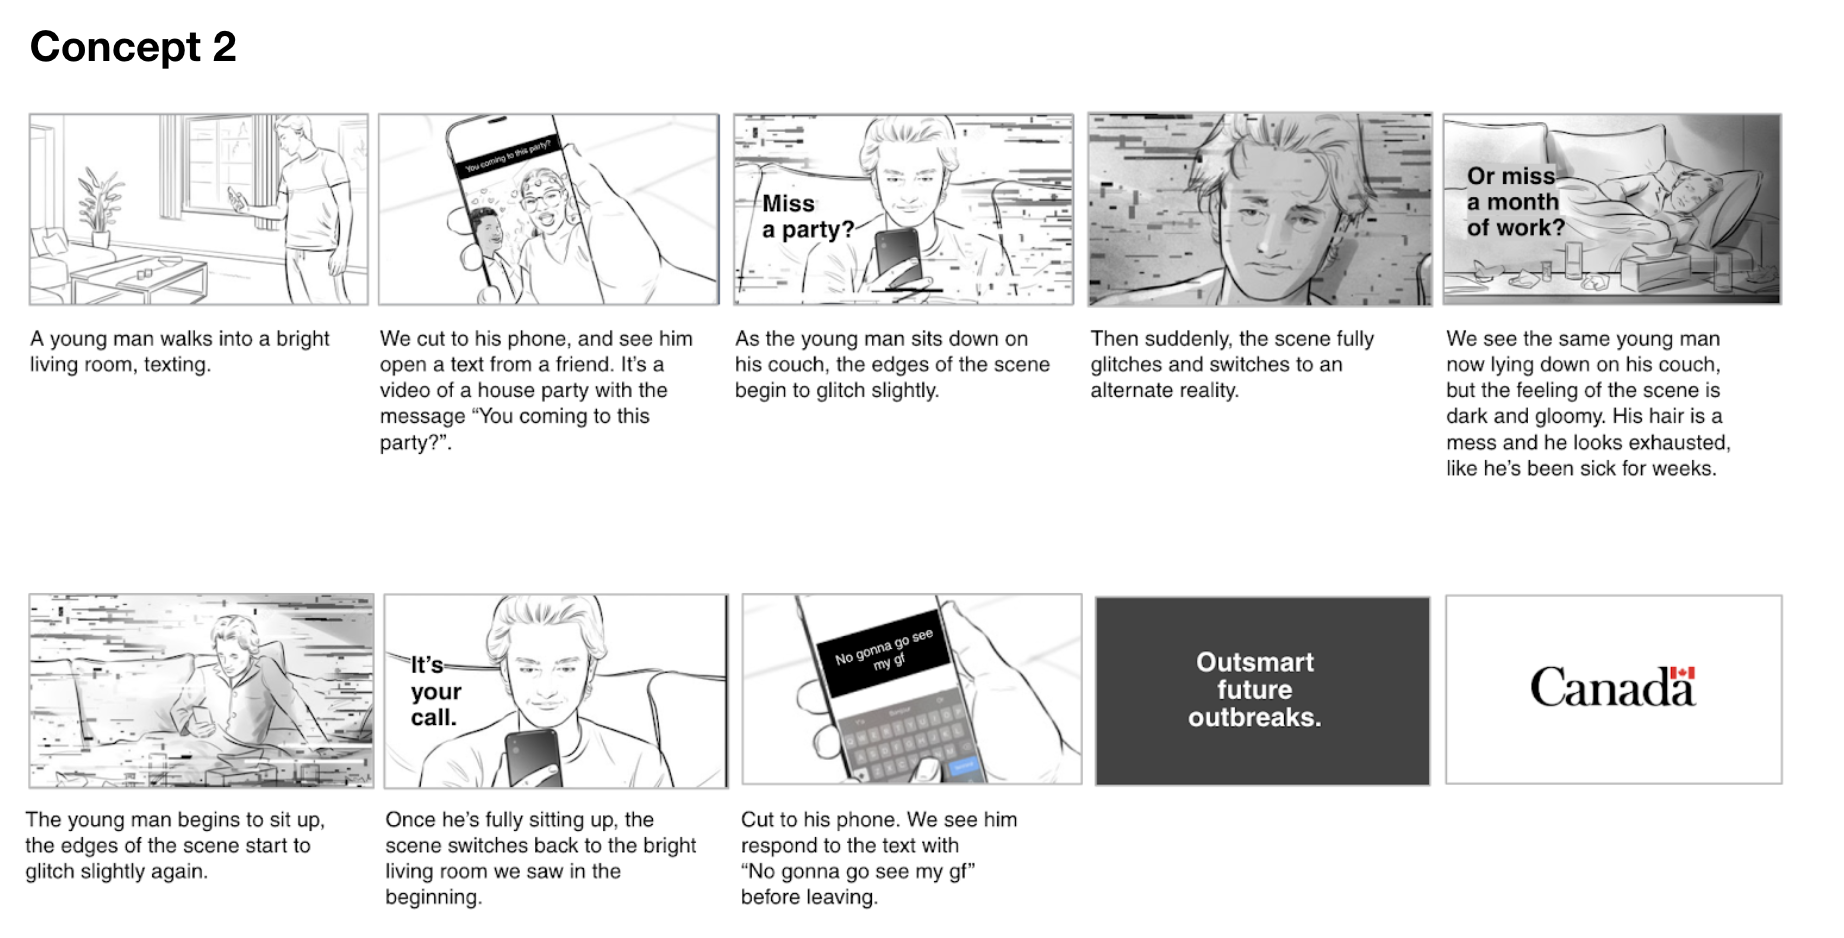 Concept 2
You coming to this party?
Miss
a party?
Or miss
a month
of work?
A young man walks into a bright
living room, texting.
We cut to his phone, and see him
open a text from a friend. It’s a
video of a house party with the
message “You coming to this
party?”.
As the young man sits down on
his couch, the edges of the scene
begin to glitch slightly.
Then suddenly, the scene fully
glitches and switches to an
alternate reality.
We see the same young man
now lying down on his couch,
but the feeling of the scene is
dark and gloomy. His hair is a
mess and he looks exhausted,
like he’s been sick for weeks.
It’s
your
call.
No gonna go see
my gf
Outsmart
future
outbreaks.
Canada
The young man begins to sit up,
the edges of the scene start to
glitch slightly again.
Once he’s fully sitting up, the
scene switches back to the bright
living room we saw in the
beginning.
Cut to his phone. We see him
respond to the text with
“No gonna go see my gf”
before leaving.